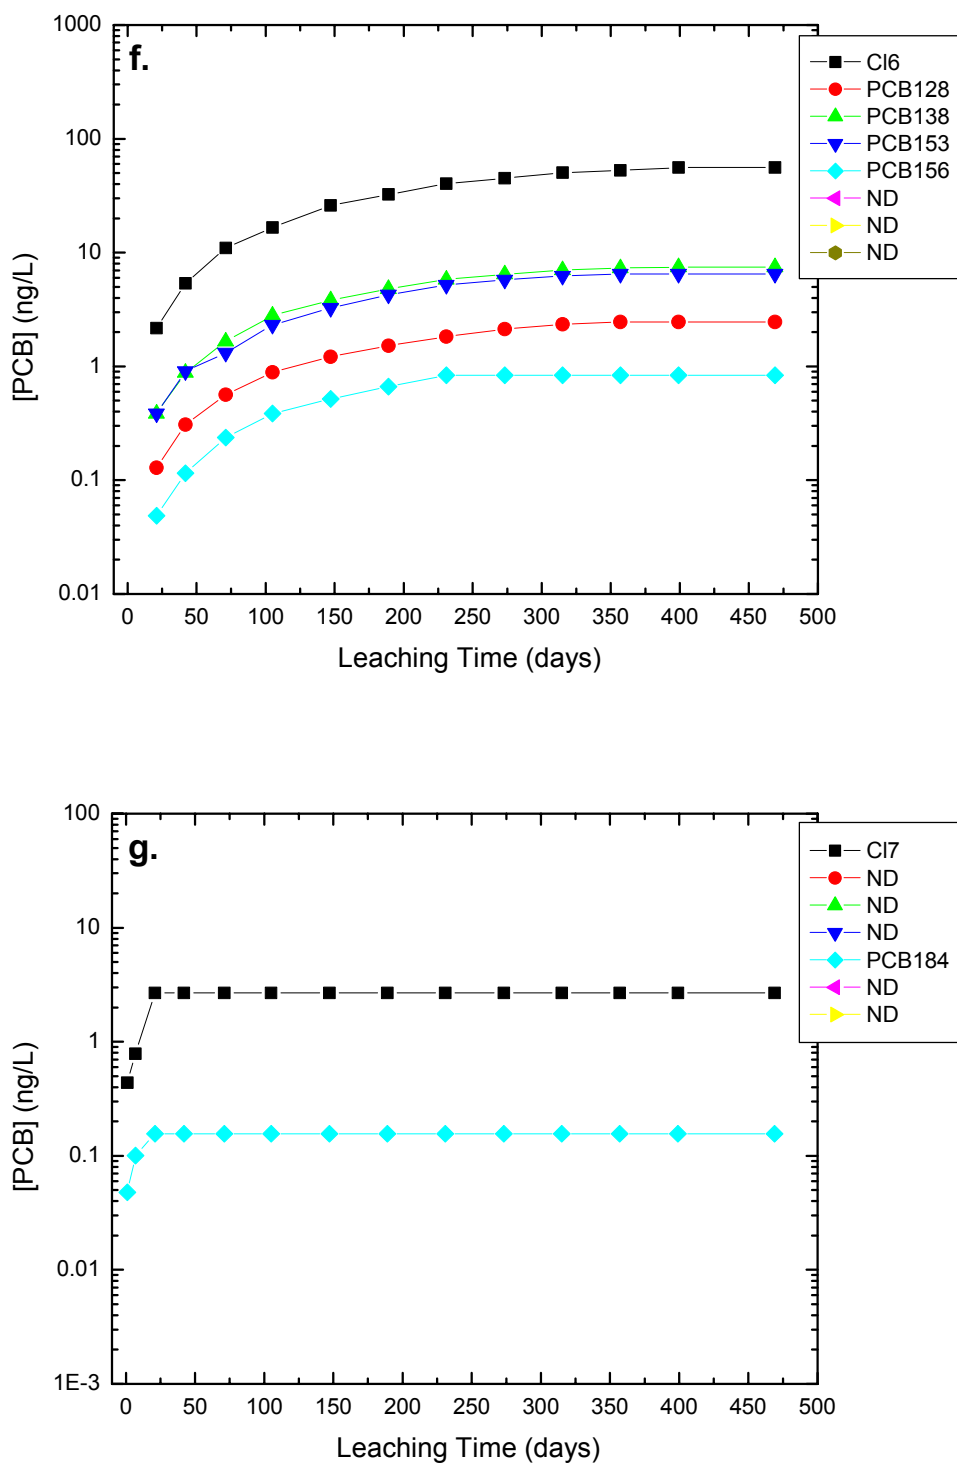 f.
1000
100
10
1
0.1
0.01
[PCB] (ng/L)
0 50 100 150 200 250 300 350 400 450 500
Leaching Time (days)
Cl6
PCB128
PCB138
PCB153
PCB156
ND
ND
ND
g.
100
10
1
0.1
0.01
1E-3
[PCB] (ng/L)
0 50 100 150 200 250 300 350 400 450 500
Leaching Time (days)
Cl7
ND
ND
ND
PCB184
ND
ND